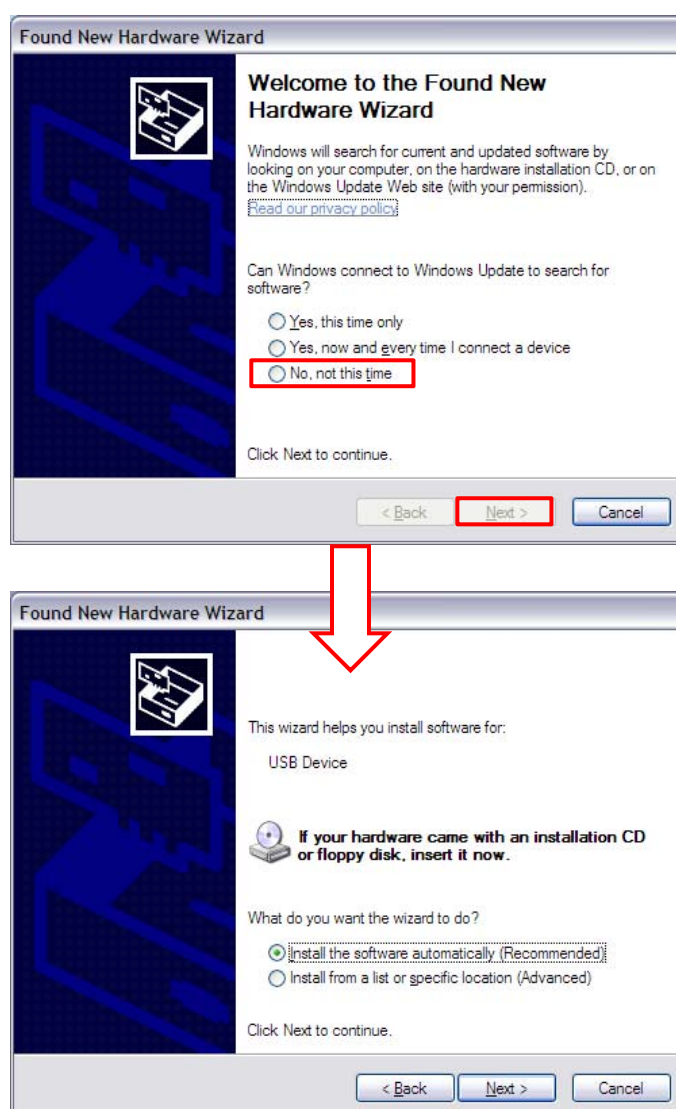 Found New Hardware Wizard
Welcome to the Found New
Hardware Wizard
Windows will search for current and updated software by
looking on your computer, on the hardware installation CD, or on
the Windows Update Web site (with your permission).
Read our privacy policy
Can Windows connect to Windows Update to search for
software?
Yes, this time only
Yes, now and every time I connect a device
No, not this time
Click Next to continue.
< Back Next > Cancel
Found New Hardware Wizard
This wizard helps you install software for:
USB Device
If your hardware came with an installation CD
or floppy disk, insert it now.
What do you want the wizard to do?
Install the software automatically (Recommended)
Install from a list or specific location (Advanced)
Click Next to continue.
< Back Next > Cancel